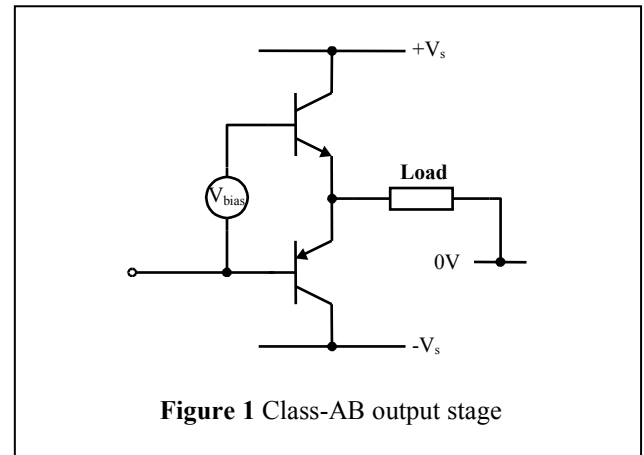 +Vs
Load
Vbias
0V
-Vs
Figure 1 Class-AB output stage